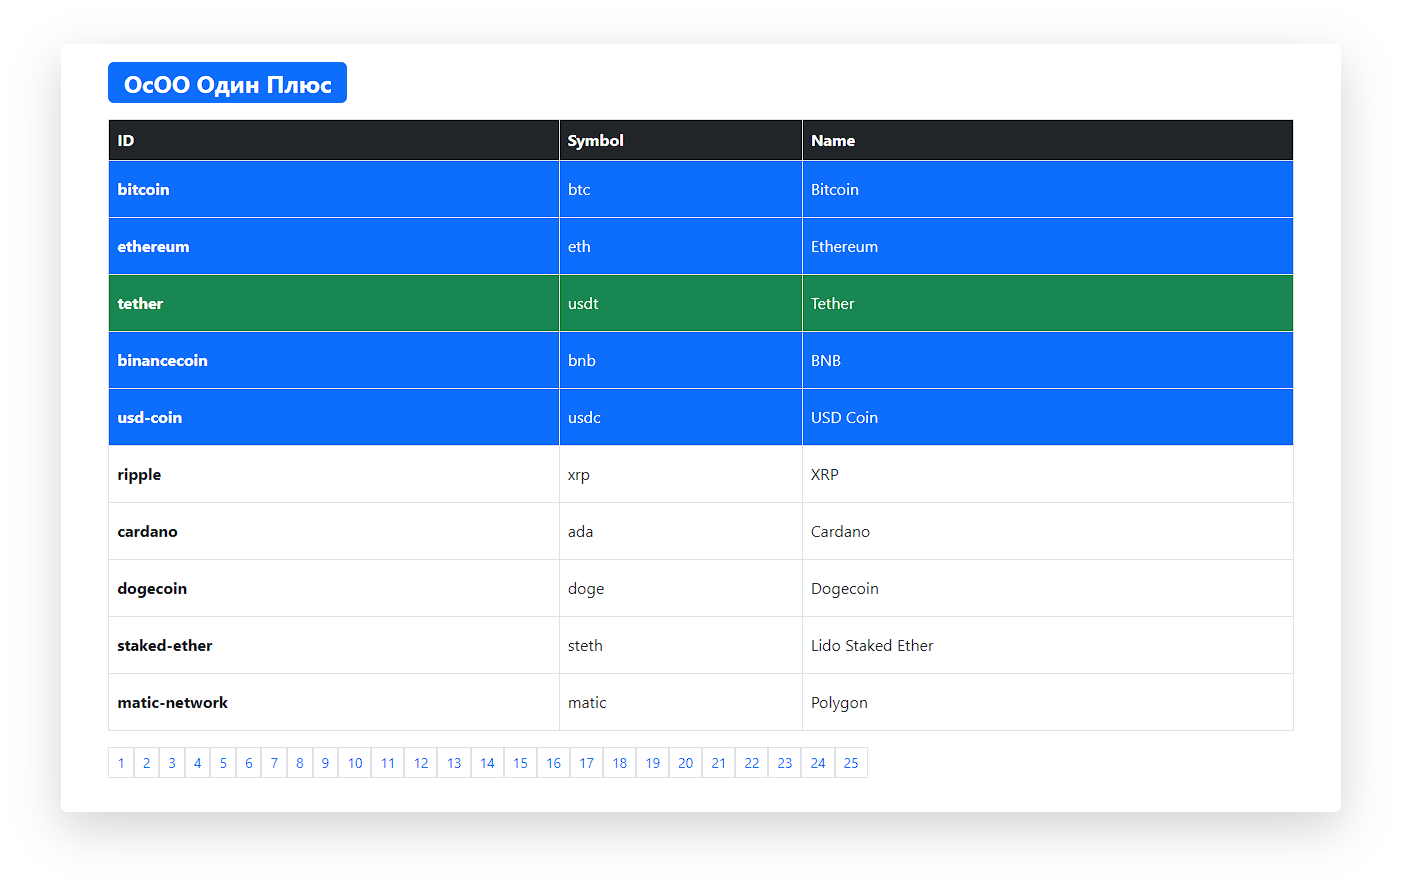 ОсОО Один Плюс
ID Symbol Name
bitcoin btc Bitcoin
ethereum eth Ethereum
tether usdt Tether
binancecoin bnb BNB
usd-coin usdc USD Coin
ripple xrp XRP
cardano ada Cardano
dogecoin doge Dogecoin
staked-ether steth Lido Staked Ether
matic-network matic Polygon
1 2 3 4 5 6 7 8 9 10 11 12 13 14 15 16 17 18 19 20 21 22 23 24 25